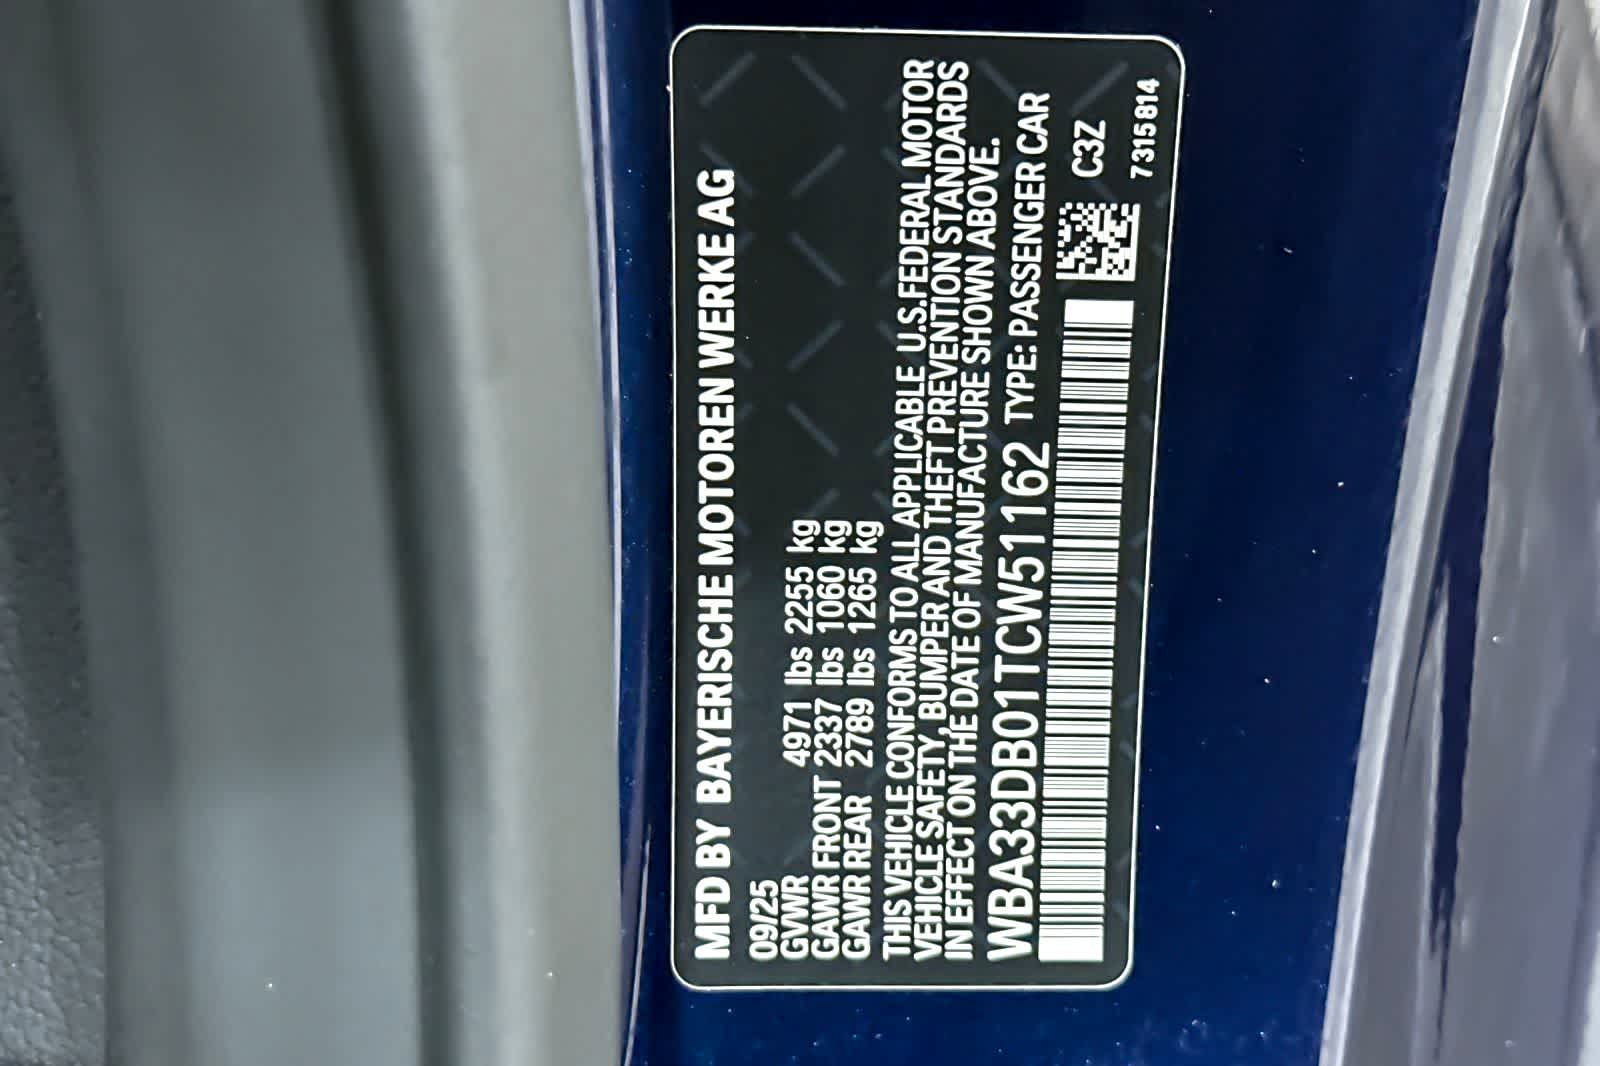 MFD BY BAYERISCHE MOTOREN WERKE AG
09/25
GVWR 4971 lbs 2255 kg
GAWR FRONT 2337 lbs 1060 kg
GAWR REAR 2789 lbs 1265 kg
THIS VEHICLE CONFORMS TO ALL APPLICABLE U.S. FEDERAL MOTOR
VEHICLE SAFETY, BUMPER AND THEFT PREVENTION STANDARDS
IN EFFECT ON THE DATE OF MANUFACTURE SHOWN ABOVE.
WBA33DB01TCW51162 TYPE: PASSENGER CAR
C3Z
7315814